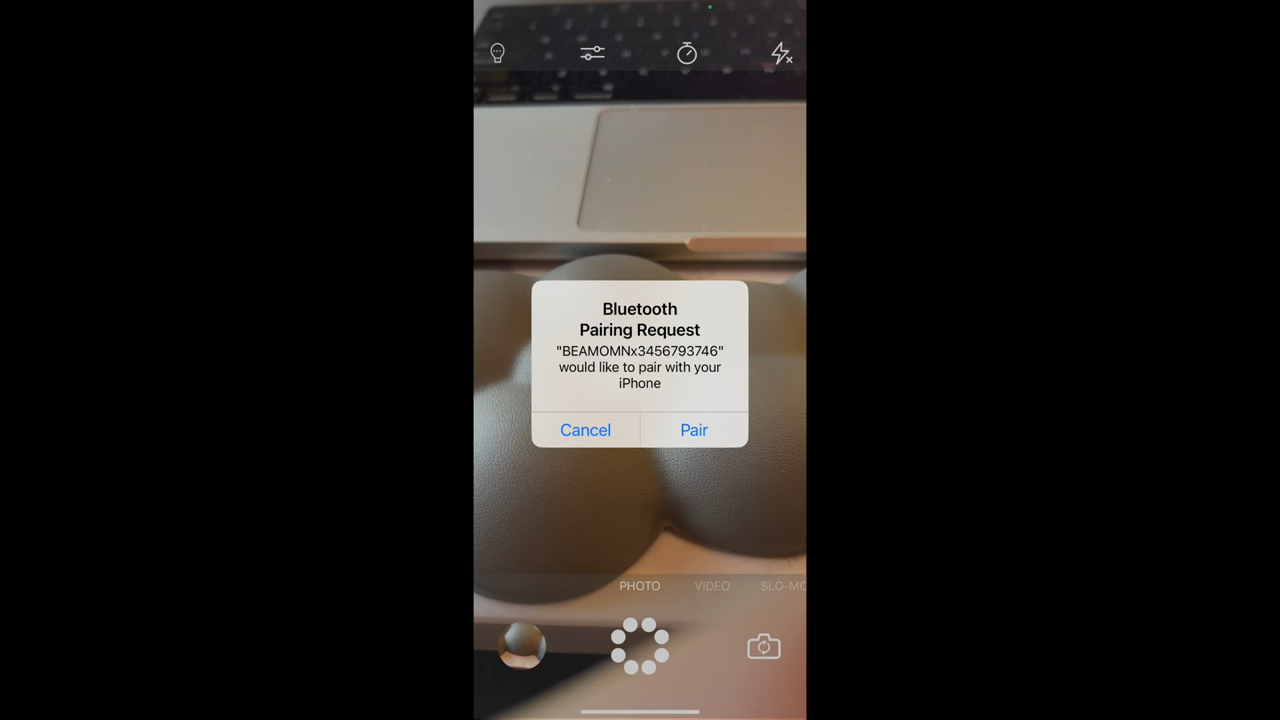 Bluetooth
Pairing Request
"BEAMOMNx3456793746"
would like to pair with your
iPhone
Cancel
Pair
PHOTO
VIDEO
SLO-MO